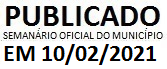 PUBLICADO
SEMANÁRIO OFICIAL DO MUNICÍPIO
EM 10/02/2021